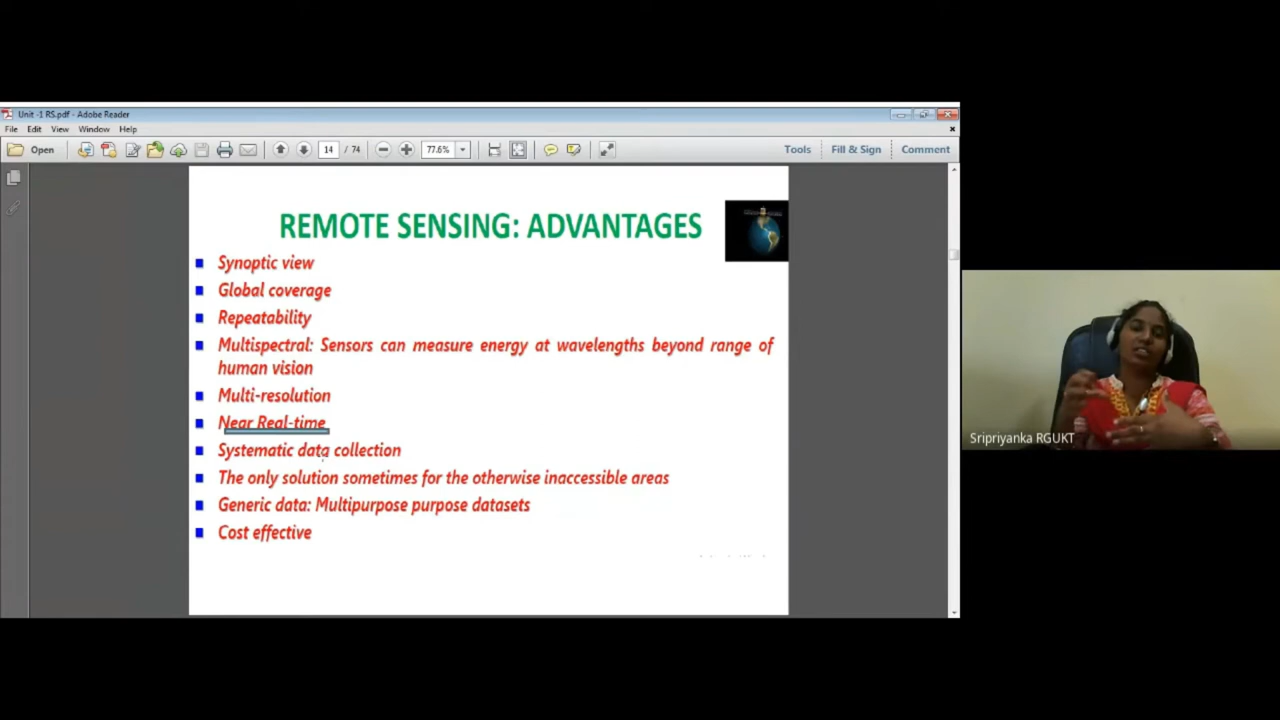 Unit -1 RS.pdf - Adobe Reader
File Edit View Window Help
Open 14 / 74 77.6% Tools Fill & Sign Comment
REMOTE SENSING: ADVANTAGES
Synoptic view
Global coverage
Repeatability
Multispectral: Sensors can measure energy at wavelengths beyond range of
human vision
Multi-resolution
Near Real-time
Systematic data collection
The only solution sometimes for the otherwise inaccessible areas
Generic data: Multipurpose purpose datasets
Cost effective
Sripriyanka RGUKT